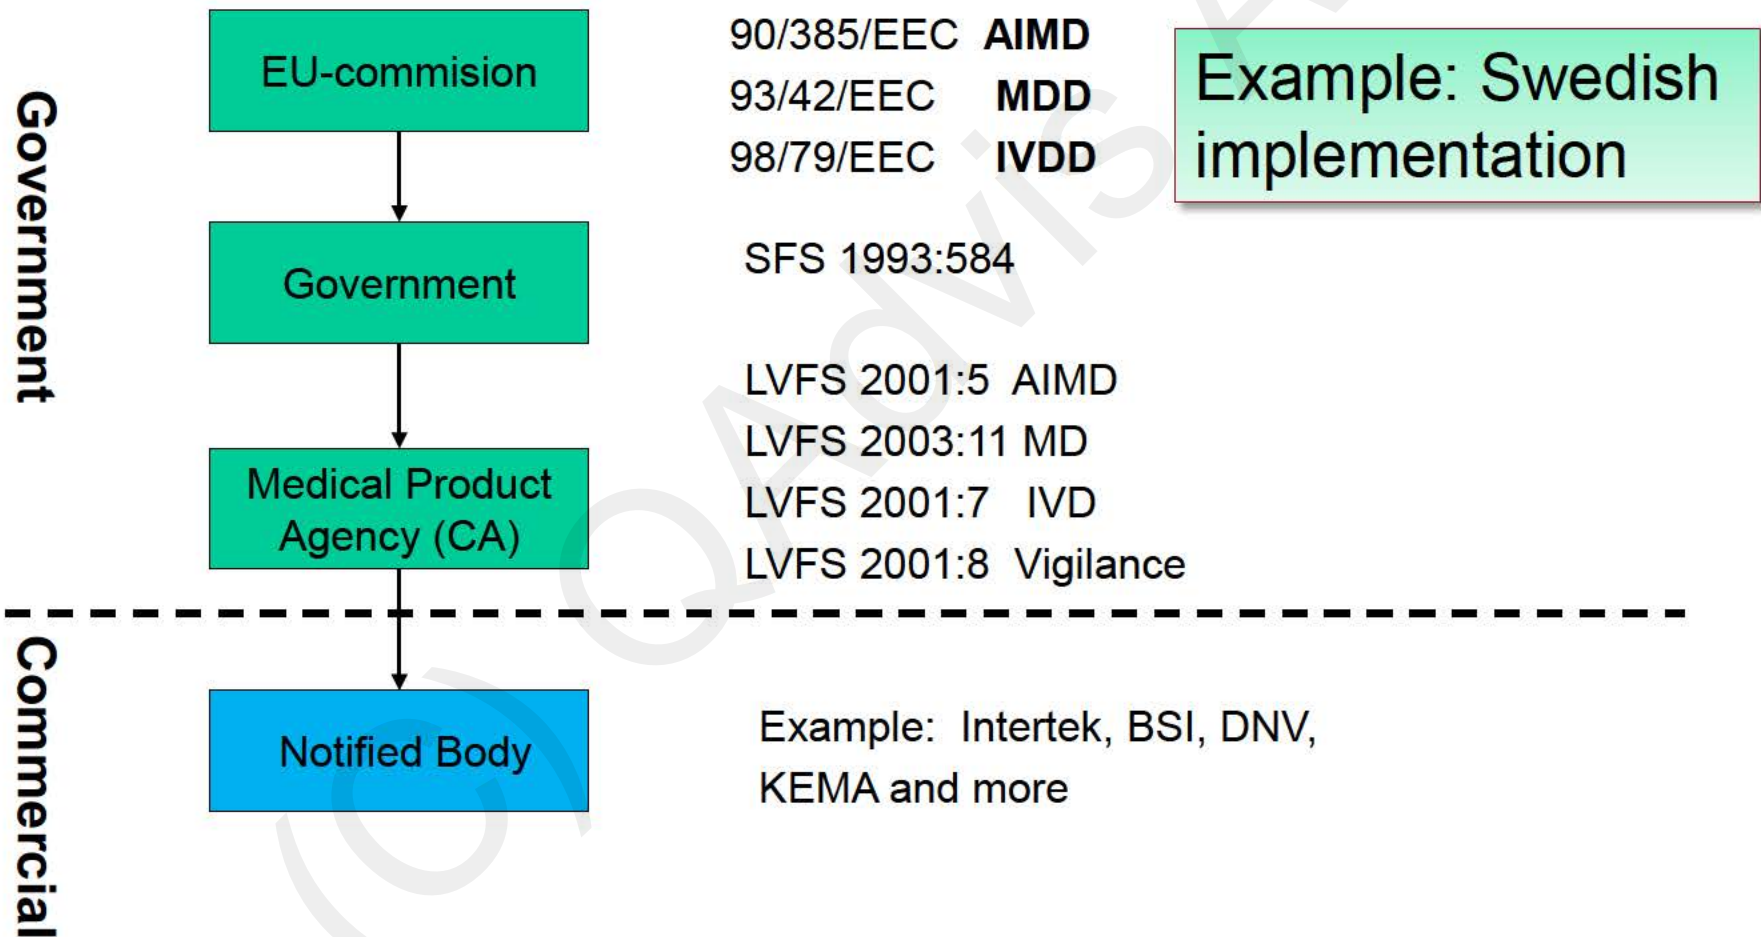 Government
EU-commision
90/385/EEC AIMD
93/42/EEC MDD
98/79/EEC IVDD
Example: Swedish
implementation
Government
SFS 1993:584
Medical Product
Agency (CA)
LVFS 2001:5 AIMD
LVFS 2003:11 MD
LVFS 2001:7 IVD
LVFS 2001:8 Vigilance
Commercial
Notified Body
Example: Intertek, BSI, DNV,
KEMA and more
(C) QAdvis A